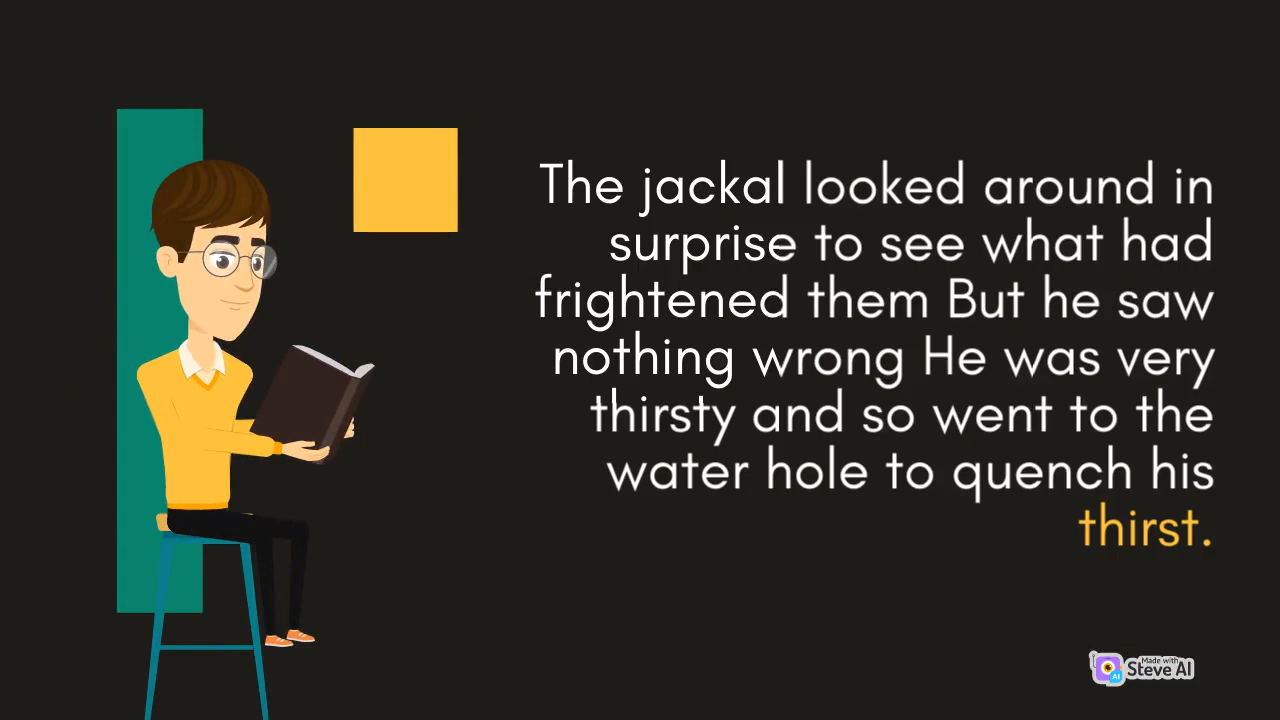 The jackal looked around in
surprise to see what had
frightened them But he saw
nothing wrong He was very
thirsty and so went to the
water hole to quench his
thirst.
Made with
Steve AI
AI